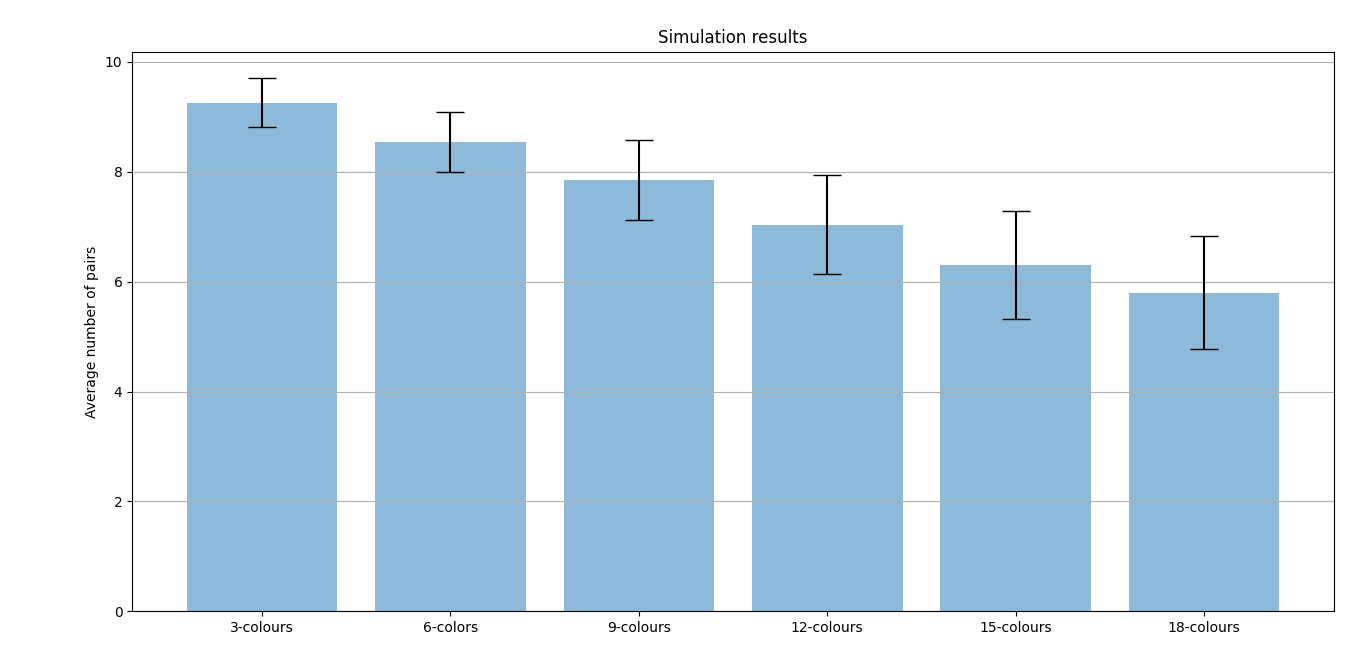 Simulation results
Average number of pairs
10
8
6
4
2
0
3-colours
6-colors
9-colours
12-colours
15-colours
18-colours